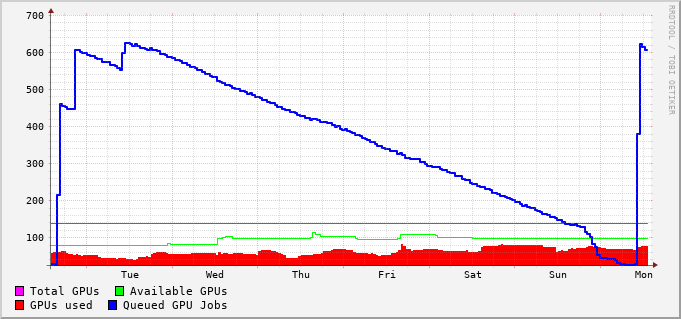 700
600
500
400
300
200
100
Tue Wed Thu Fri Sat Sun Mon
Total GPUs Available GPUs
GPUs used Queued GPU Jobs
RRDTOOL / TOBI OETIKER